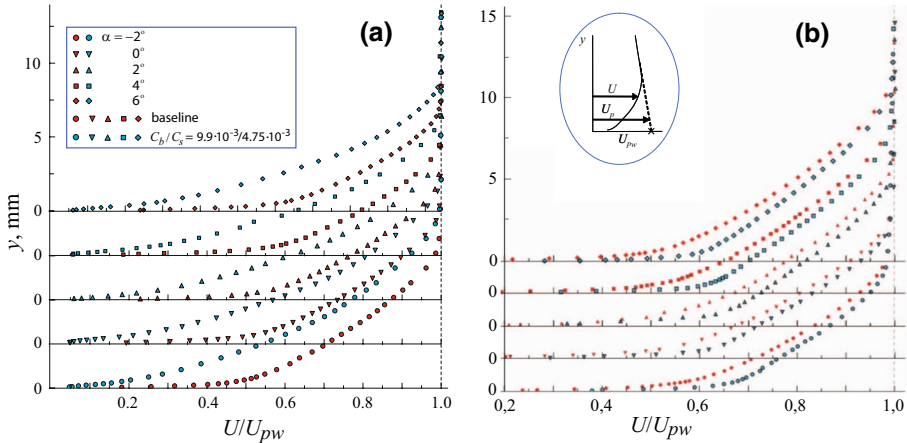 (a)
α = −2°
0°
2°
4°
6°
baseline
C_b/C_s = 9.9·10⁻³/4.75·10⁻³
y, mm
10
5
0
0
0
0
0
0.2
0.4
0.6
0.8
1.0
U/U_pw
(b)
y
U
U_p
U_pw
15
10
5
0
0
0
0
0
0,2
0,4
0,6
0,8
1,0
U/U_pw